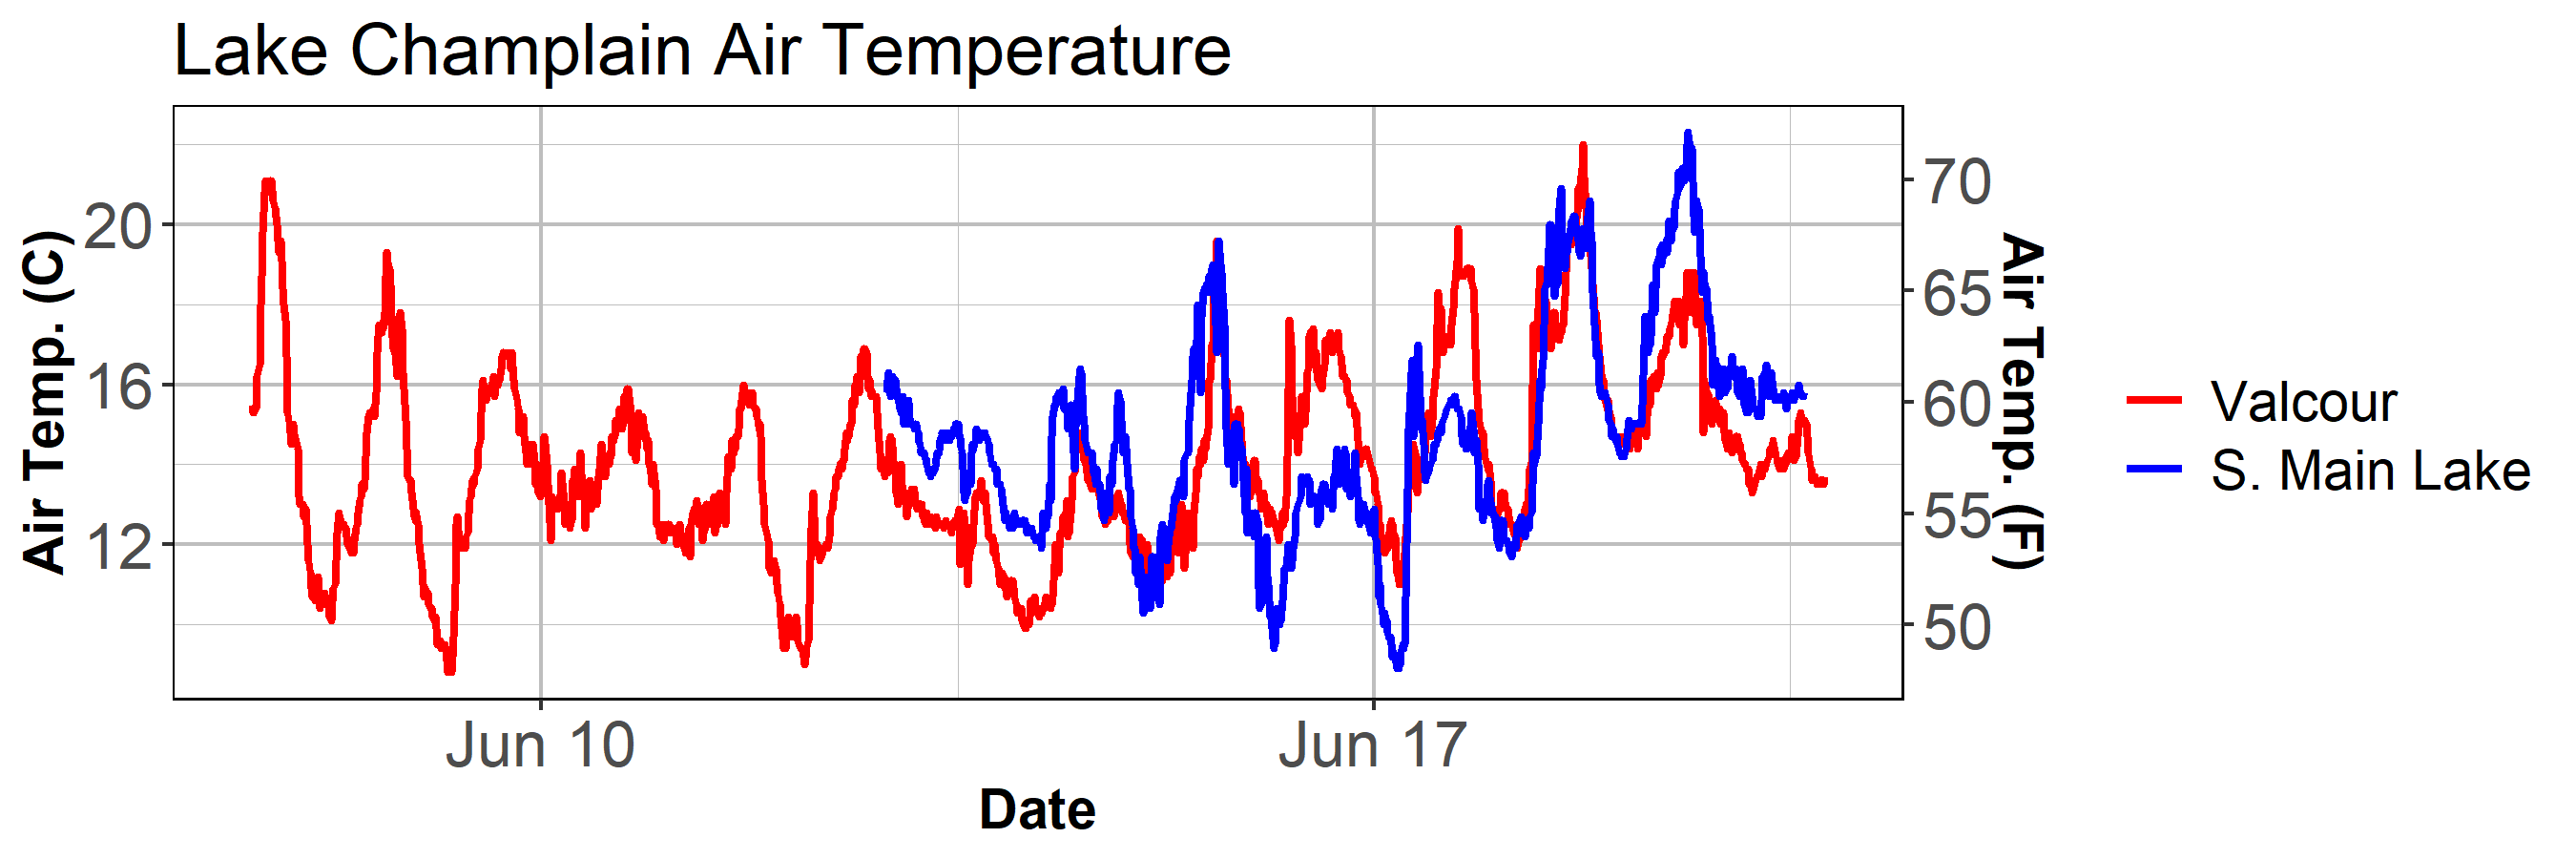 Lake Champlain Air Temperature
Air Temp. (C)
20
16
12
70
65
60
55
50
Air Temp. (F)
Jun 10
Jun 17
Date
Valcour
S. Main Lake